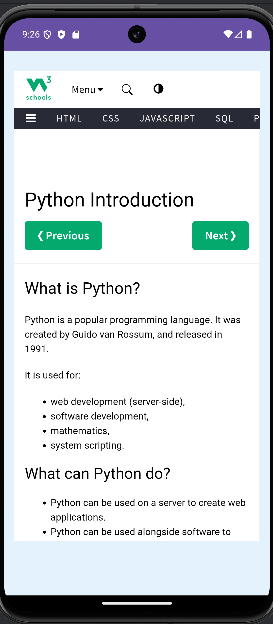 9:26
3
schools
Menu
HTML CSS JAVASCRIPT SQL P
Python Introduction
❮ Previous
Next ❯
What is Python?
Python is a popular programming language. It was
created by Guido van Rossum, and released in
1991.
It is used for:
• web development (server-side),
• software development,
• mathematics,
• system scripting.
What can Python do?
• Python can be used on a server to create web
applications.
• Python can be used alongside software to